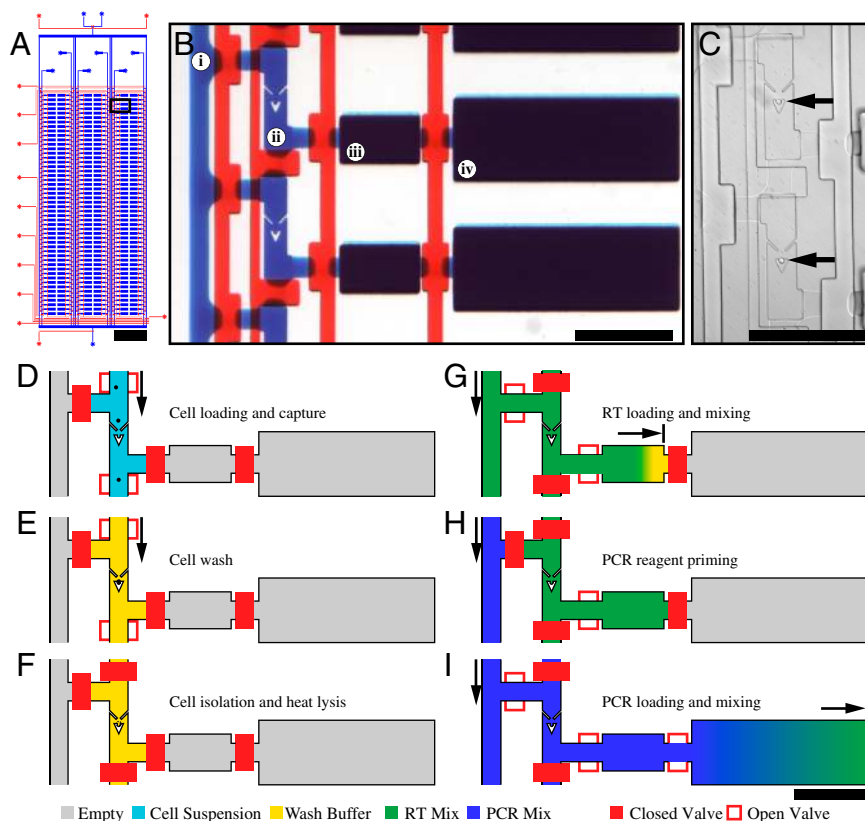 A
B
C
i
ii
iii
iv
D
Cell loading and capture
G
RT loading and mixing
E
Cell wash
H
PCR reagent priming
F
Cell isolation and heat lysis
I
PCR loading and mixing
Empty Cell Suspension Wash Buffer RT Mix PCR Mix Closed Valve Open Valve